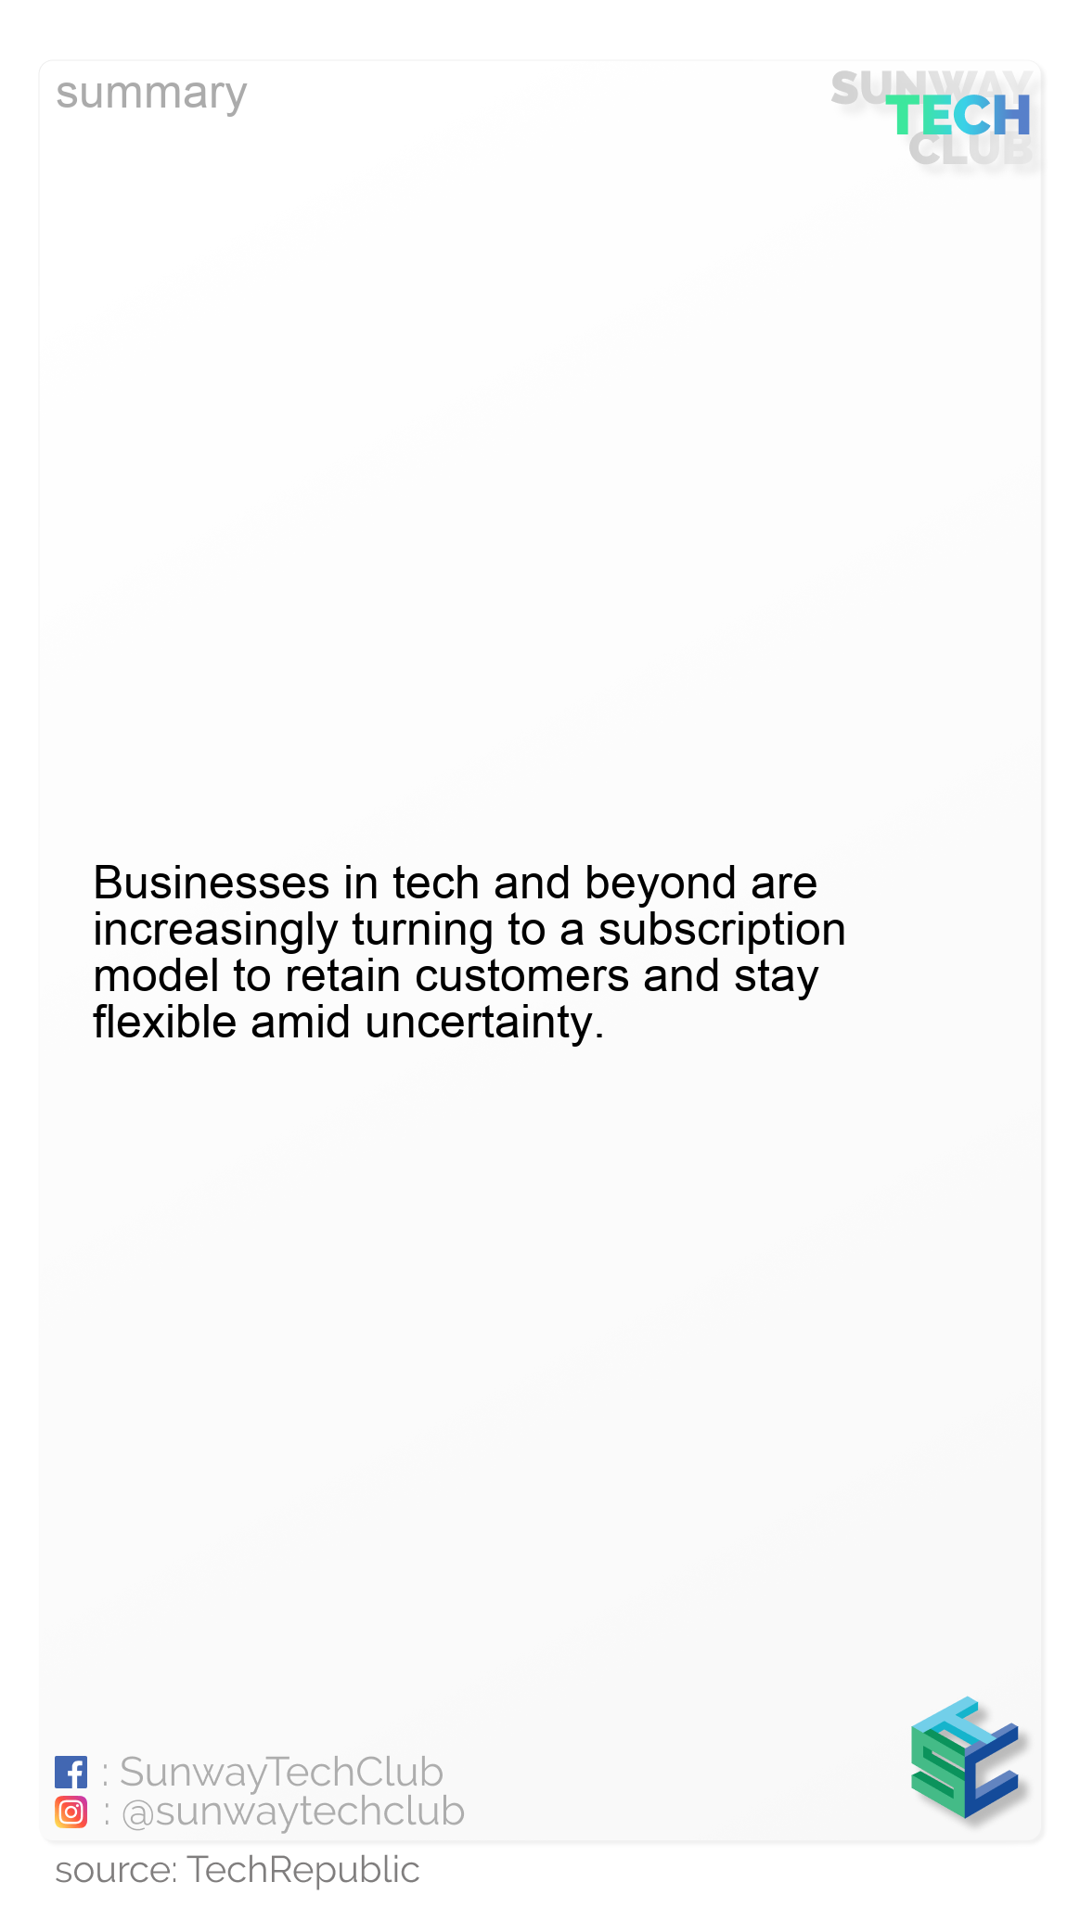 summary
SUNWAY
TECH
CLUB
Businesses in tech and beyond are
increasingly turning to a subscription
model to retain customers and stay
flexible amid uncertainty.
: SunwayTechClub
: @sunwaytechclub
source: TechRepublic